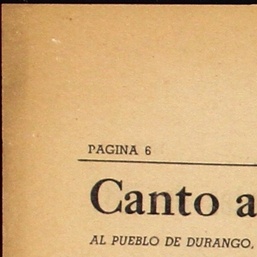 PAGINA 6
Canto a
AL PUEBLO DE DURANGO,